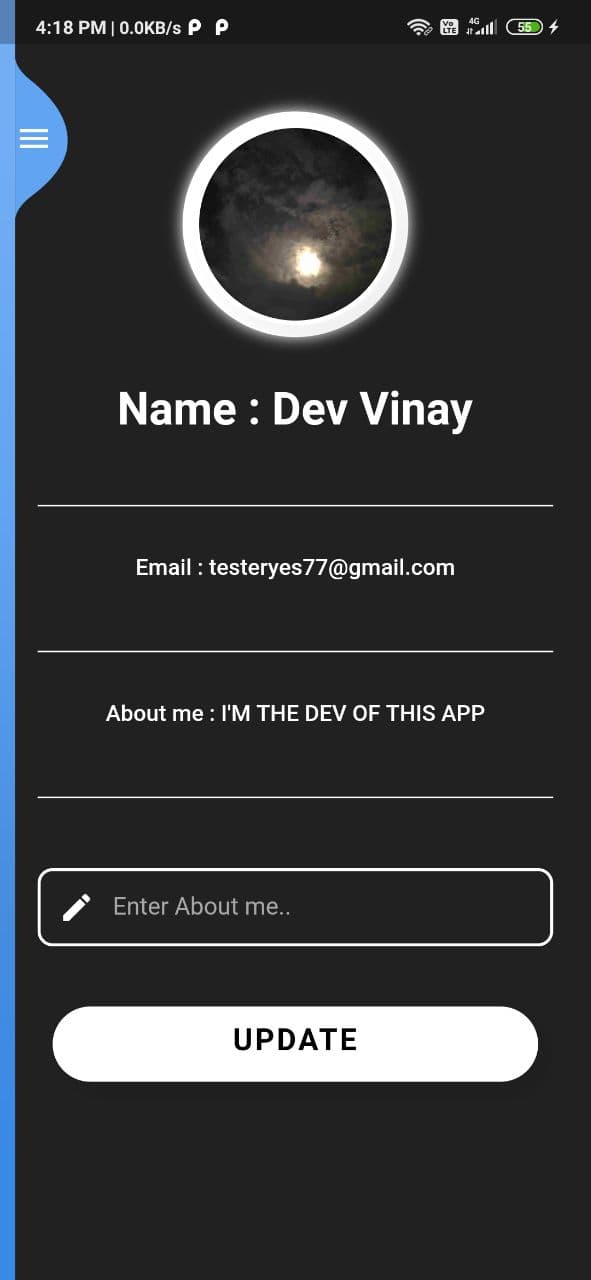 4:18 PM | 0.0KB/s P P Vo LTE 4G 55
Name : Dev Vinay
Email : testeryes77@gmail.com
About me : I'M THE DEV OF THIS APP
Enter About me..
UPDATE